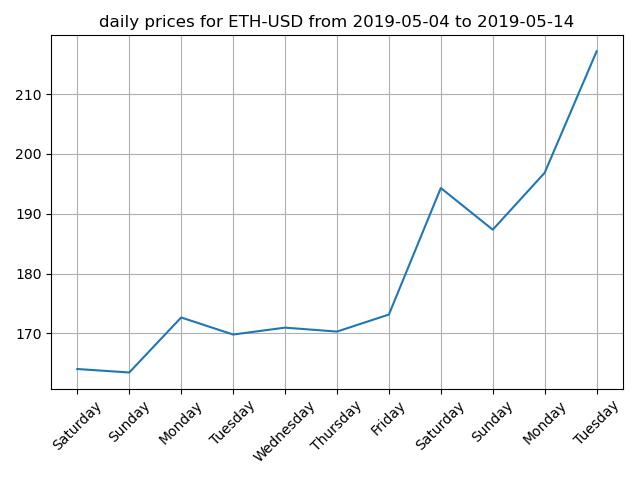 daily prices for ETH-USD from 2019-05-04 to 2019-05-14
210
200
190
180
170
Saturday
Sunday
Monday
Tuesday
Wednesday
Thursday
Friday
Saturday
Sunday
Monday
Tuesday